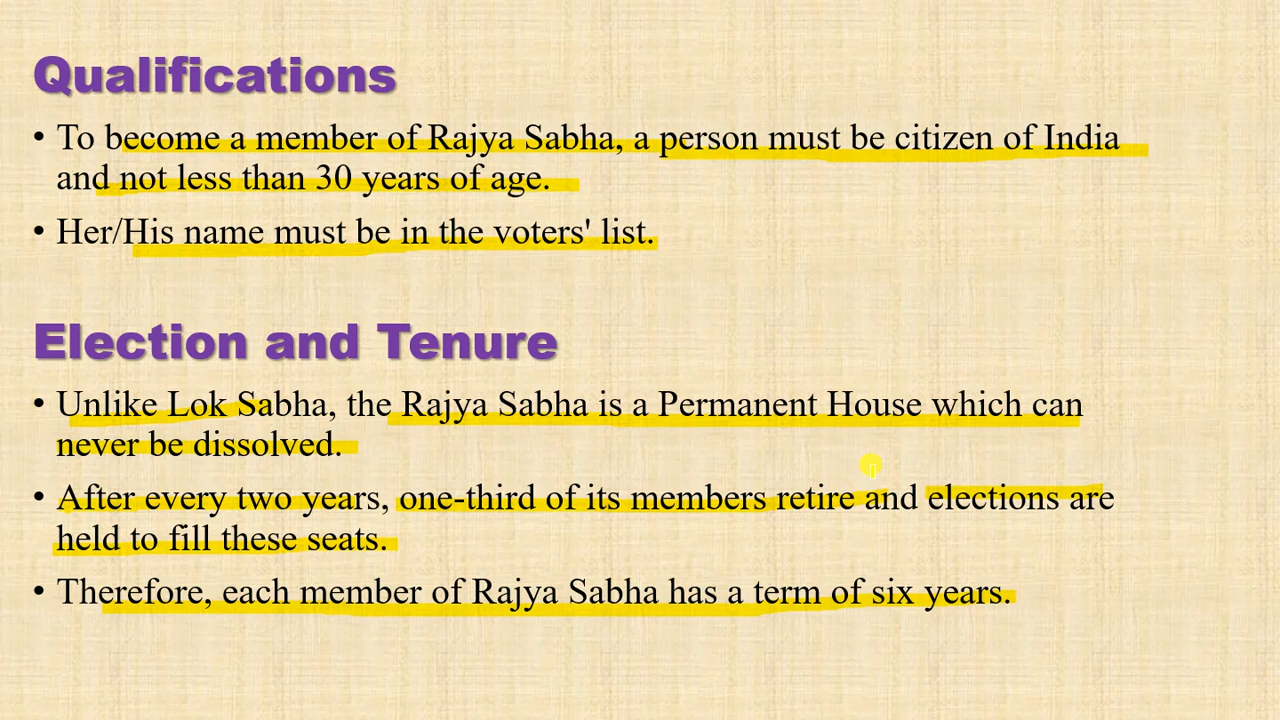 Qualifications
• To become a member of Rajya Sabha, a person must be citizen of India
and not less than 30 years of age.
• Her/His name must be in the voters' list.
Election and Tenure
• Unlike Lok Sabha, the Rajya Sabha is a Permanent House which can
never be dissolved.
• After every two years, one-third of its members retire and elections are
held to fill these seats.
• Therefore, each member of Rajya Sabha has a term of six years.